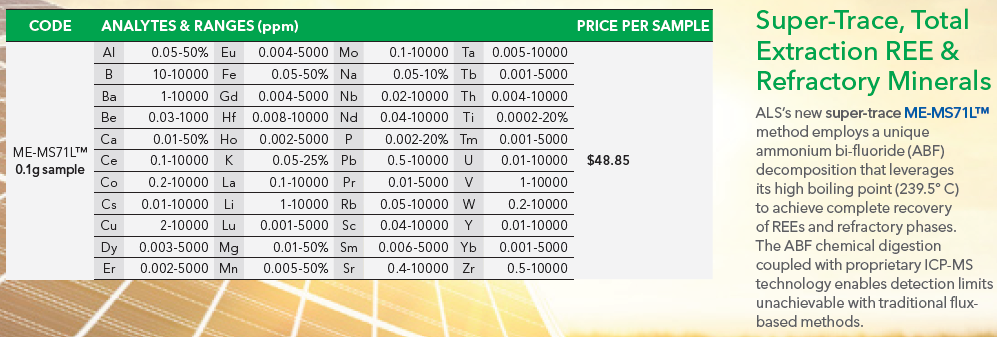 CODE ANALYTES & RANGES (ppm) PRICE PER SAMPLE
Al 0.05-50% Eu 0.004-5000 Mo 0.1-10000 Ta 0.005-10000
B 10-10000 Fe 0.05-50% Na 0.05-10% Tb 0.001-5000
Ba 1-10000 Gd 0.004-5000 Nb 0.02-10000 Th 0.004-10000
Be 0.03-1000 Hf 0.008-10000 Nd 0.04-10000 Ti 0.0002-20%
Ca 0.01-50% Ho 0.002-5000 P 0.002-20% Tm 0.001-5000
ME-MS71L™
0.1g sample
Ce 0.1-10000 K 0.05-25% Pb 0.5-10000 U 0.01-10000 $48.85
Co 0.2-10000 La 0.1-10000 Pr 0.01-5000 V 1-10000
Cs 0.01-10000 Li 1-10000 Rb 0.05-10000 W 0.2-10000
Cu 2-10000 Lu 0.001-5000 Sc 0.04-10000 Y 0.01-10000
Dy 0.003-5000 Mg 0.01-50% Sm 0.006-5000 Yb 0.001-5000
Er 0.002-5000 Mn 0.005-50% Sr 0.4-10000 Zr 0.5-10000
Super-Trace, Total
Extraction REE &
Refractory Minerals
ALS's new super-trace ME-MS71L™
method employs a unique
ammonium bi-fluoride (ABF)
decomposition that leverages
its high boiling point (239.5° C)
to achieve complete recovery
of REEs and refractory phases.
The ABF chemical digestion
coupled with proprietary ICP-MS
technology enables detection limits
unachievable with traditional flux-
based methods.